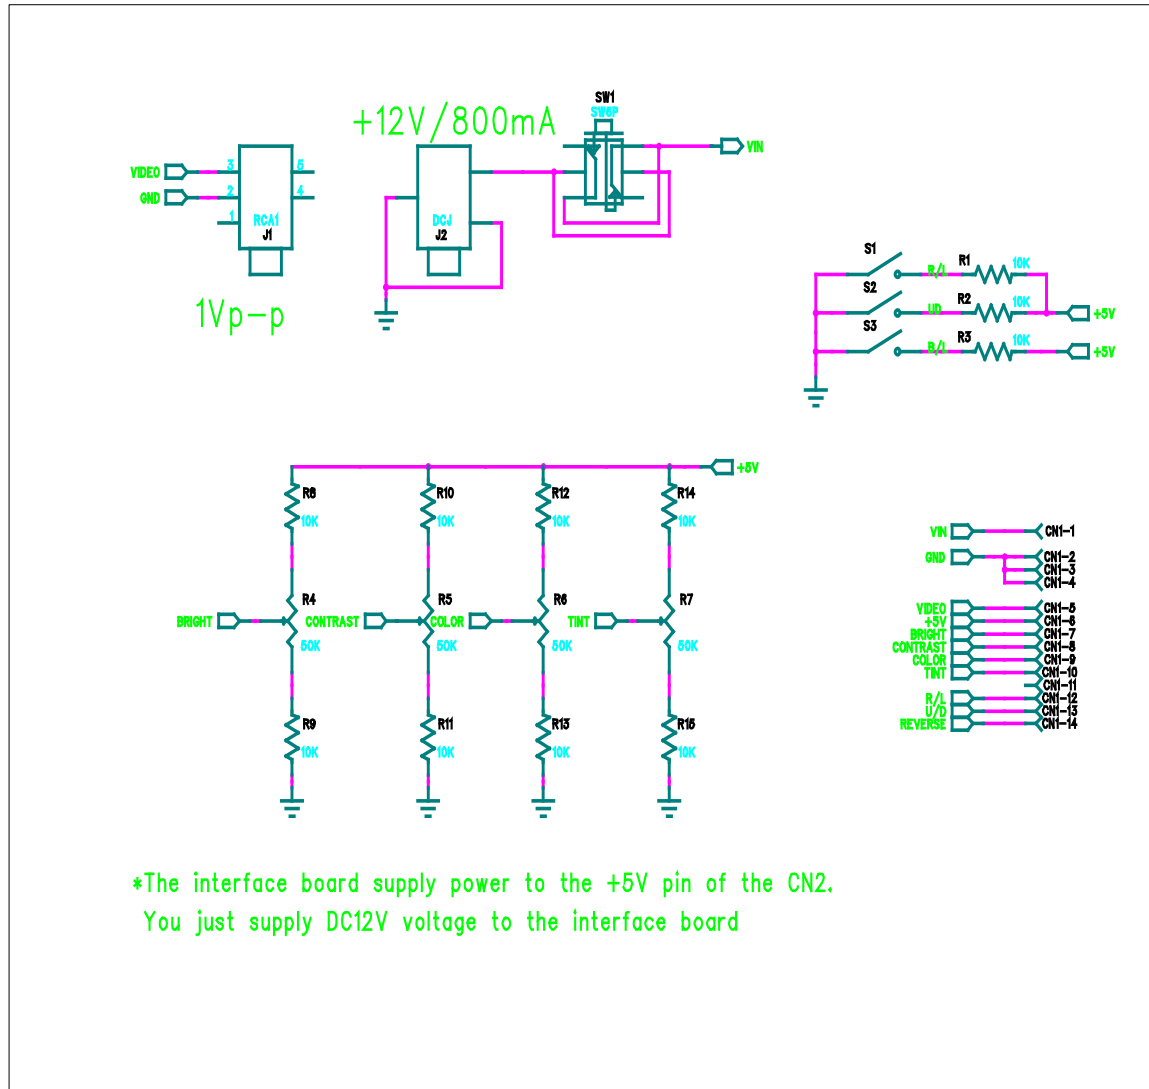 +12V/800mA
SW1
SW6P
VIN
VIDEO
3
5
GND
2
4
1
RCA1
J1
DCJ
J2
1Vp-p
S1
R/L
R1
10K
S2
UD
R2
10K
+5V
S3
B/L
R3
10K
+5V
+5V
R8
10K
R10
10K
R12
10K
R14
10K
BRIGHT
R4
50K
CONTRAST
R5
50K
COLOR
R6
50K
TINT
R7
50K
R9
10K
R11
10K
R13
10K
R15
10K
VIN
CN1-1
GND
CN1-2
CN1-3
CN1-4
VIDEO
CN1-5
+5V
CN1-6
BRIGHT
CN1-7
CONTRAST
CN1-8
COLOR
CN1-9
TINT
CN1-10
CN1-11
R/L
CN1-12
U/D
CN1-13
REVERSE
CN1-14
*The interface board supply power to the +5V pin of the CN2.
You just supply DC12V voltage to the interface board